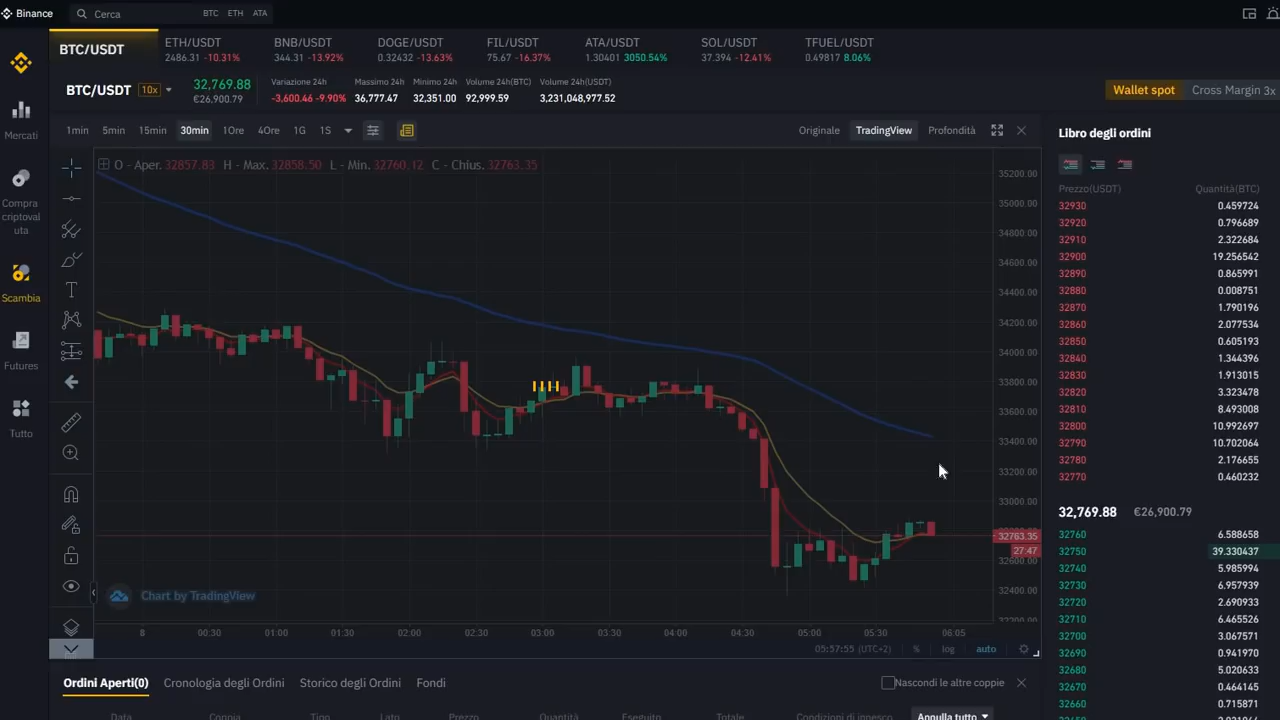 Binance
Cerca BTC ETH ATA
BTC/USDT
ETH/USDT
2486.31 -10.31%
BNB/USDT
344.31 -13.92%
DOGE/USDT
0.32432 -13.63%
FIL/USDT
75.67 -16.37%
ATA/USDT
1.30401 3050.54%
SOL/USDT
37.394 -12.41%
TFUEL/USDT
0.49817 8.06%
BTC/USDT 10x
32,769.88
€26,900.79
Variazione 24h
-3,600.46 -9.90%
Massimo 24h
36,777.47
Minimo 24h
32,351.00
Volume 24h(BTC)
92,999.59
Volume 24h(USDT)
3,231,048,977.52
Wallet spot Cross Margin 3x
Mercati
Compra
criptoval
uta
Scambia
Futures
Tutto
1min 5min 15min 30min 1Ore 4Ore 1G 1S
Originale TradingView Profondità
O - Aper. 32857.83 H - Max. 32858.50 L - Min. 32760.12 C - Chius. 32763.35
35200.00
35000.00
34800.00
34600.00
34400.00
34200.00
34000.00
33800.00
33600.00
33400.00
33200.00
33000.00
32763.35
27:47
32600.00
32400.00
Chart by TradingView
8 00:30 01:00 01:30 02:00 02:30 03:00 03:30 04:00 04:30 05:00 05:30 06:05
05:57:55 (UTC+2) % log auto
Libro degli ordini
Prezzo(USDT) Quantità(BTC)
32930 0.459724
32920 0.796689
32910 2.322684
32900 19.256542
32890 0.865991
32880 0.008751
32870 1.790196
32860 2.077534
32850 0.605193
32840 1.344396
32830 2.915232
32820 3.323478
32810 8.493008
32800 10.992697
32790 10.702064
32780 2.176655
32770 0.460232
32,769.88 €26,900.79
32760 6.588658
32750 39.330437
32740 5.985994
32730 6.957939
32720 2.690933
32710 6.465526
32700 3.067571
32690 0.941970
32680 5.020633
32670 0.464145
32660 0.715871
Ordini Aperti(0) Cronologia degli Ordini Storico degli ordini Fondi
Nascondi le altre coppie
Data Coppia Tipo Lato Prezzo Quantità Eseguito Totale Condizioni di innesco Annulla tutto